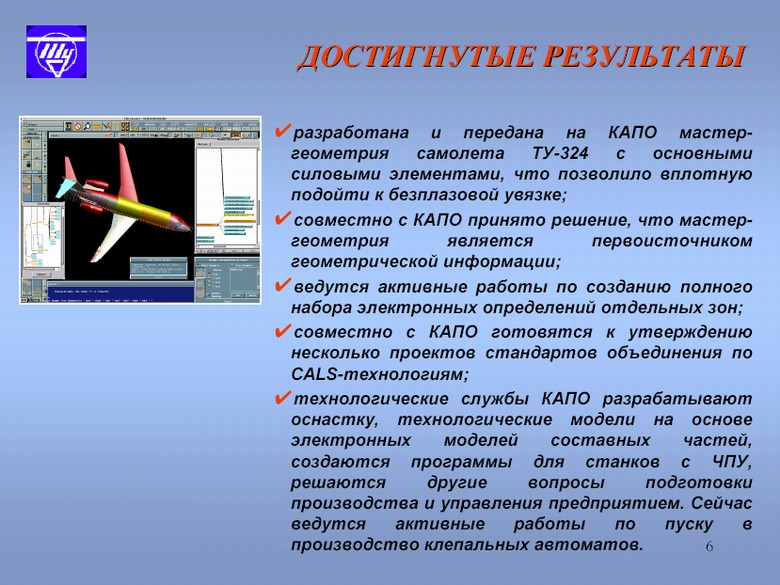 Ту
ДОСТИГНУТЫЕ РЕЗУЛЬТАТЫ
✔разработана и передана на КАПО мастер-
геометрия самолета ТУ-324 с основными
силовыми элементами, что позволило вплотную
подойти к безплазовой увязке;
✔совместно с КАПО принято решение, что мастер-
геометрия является первоисточником
геометрической информации;
✔ведутся активные работы по созданию полного
набора электронных определений отдельных зон;
✔совместно с КАПО готовятся к утверждению
несколько проектов стандартов объединения по
CALS-технологиям;
✔технологические службы КАПО разрабатывают
оснастку, технологические модели на основе
электронных моделей составных частей,
создаются программы для станков с ЧПУ,
решаются другие вопросы подготовки
производства и управления предприятием. Сейчас
ведутся активные работы по пуску в
производство клепальных автоматов.
6